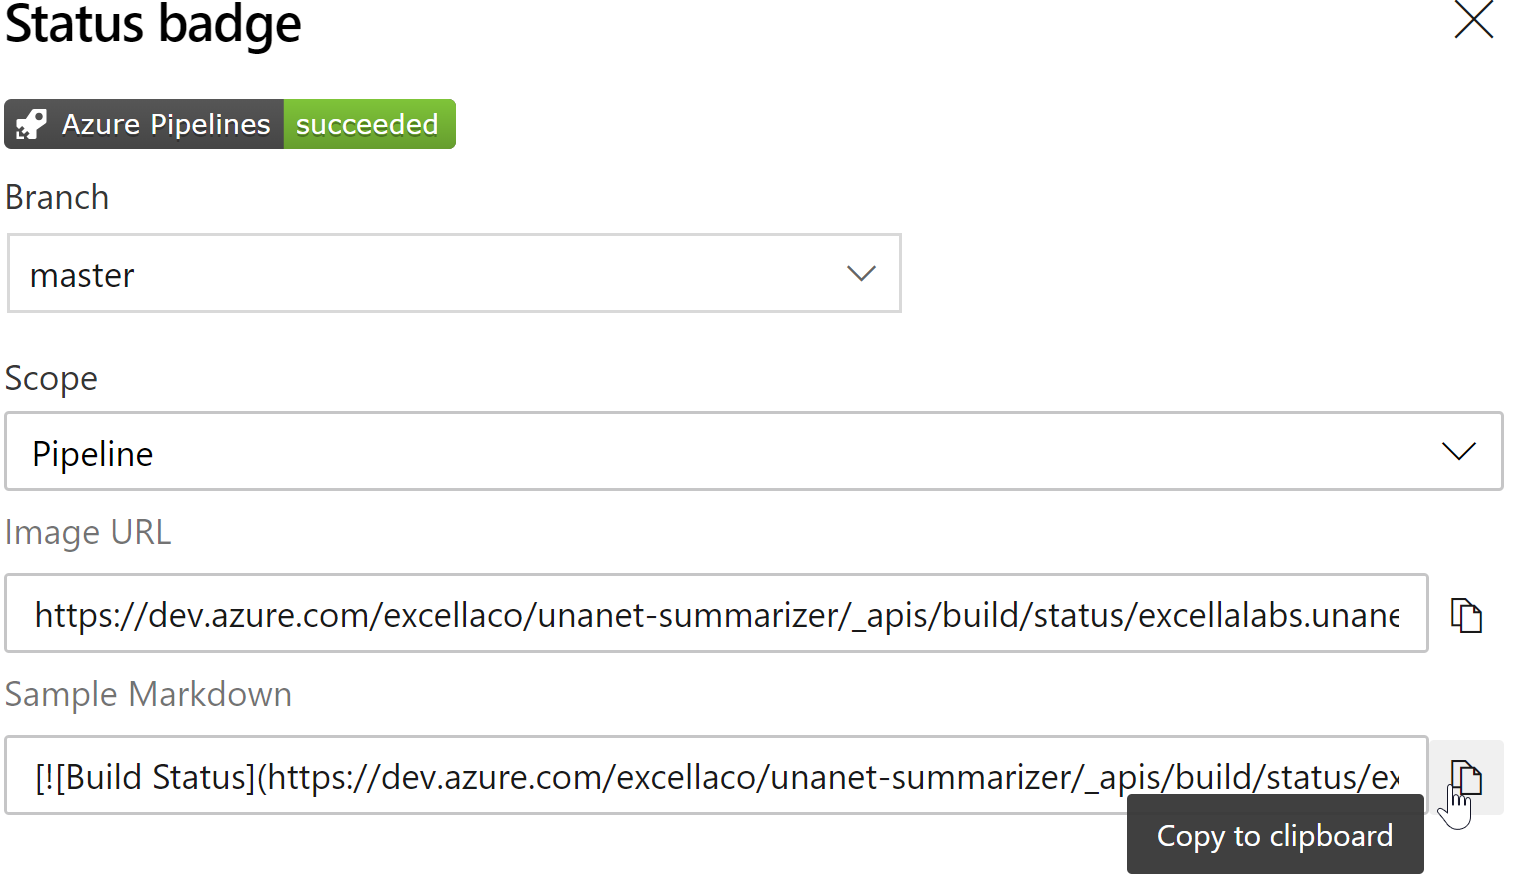 Status badge
Azure Pipelines succeeded
Branch
master
Scope
Pipeline
Image URL
https://dev.azure.com/excellaco/unanet-summarizer/_apis/build/status/excellalabs.unane
Sample Markdown
[![Build Status](https://dev.azure.com/excellaco/unanet-summarizer/_apis/build/status/ex
Copy to clipboard